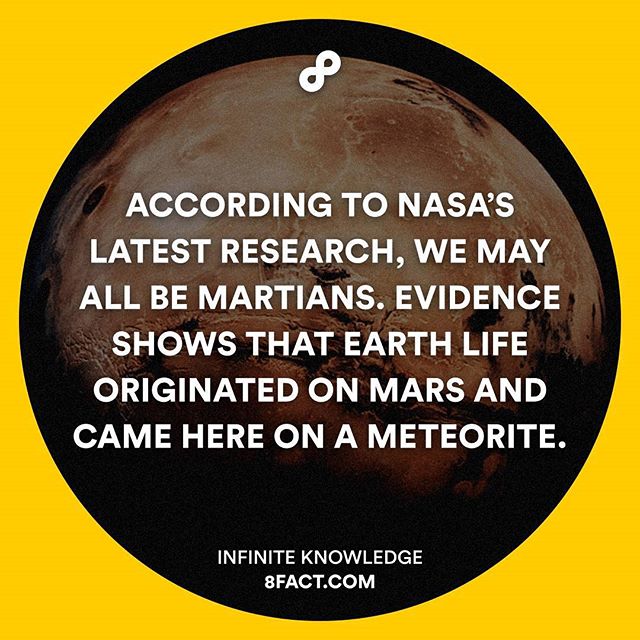 ACCORDING TO NASA'S
LATEST RESEARCH, WE MAY
ALL BE MARTIANS. EVIDENCE
SHOWS THAT EARTH LIFE
ORIGINATED ON MARS AND
CAME HERE ON A METEORITE.
INFINITE KNOWLEDGE
8FACT.COM